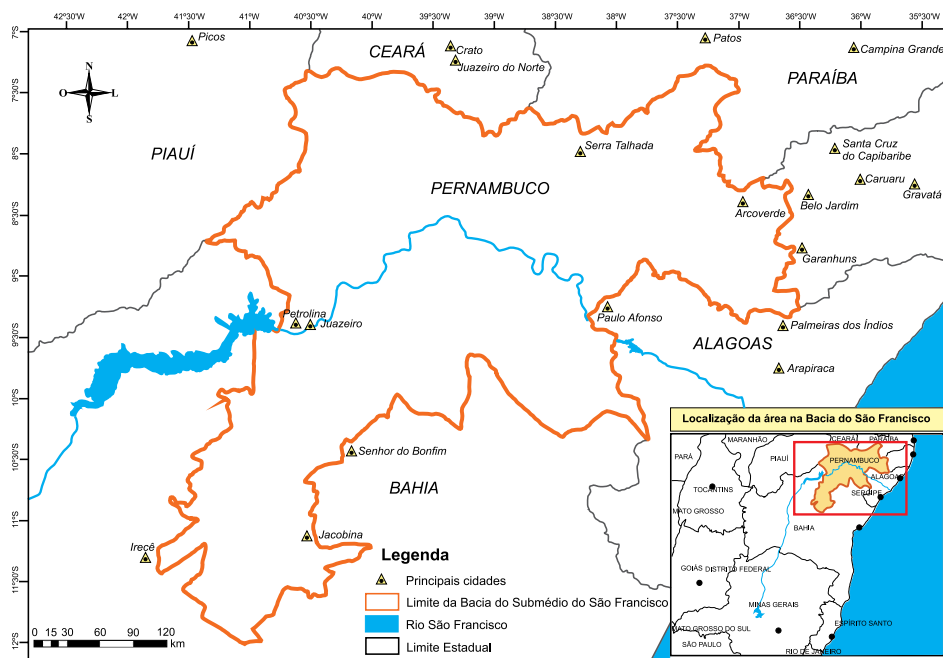 42°30'W 42°W 41°30'W 41°W 40°30'W 40°W 39°30'W 39°W 38°30'W 38°W 37°30'W 37°W 36°30'W 36°W 35°30'W
7°S
7°30'S
8°S
8°30'S
9°S
9°30'S
10°S
10°30'S
11°S
11°30'S
12°S
N
O L
S
Picos
CEARÁ
Crato
Juazeiro do Norte
Patos
Campina Grande
PARAÍBA
PIAUÍ
Serra Talhada
Santa Cruz
do Capibaribe
PERNAMBUCO
Caruaru
Gravatá
Belo Jardim
Arcoverde
Garanhuns
Petrolina
Juazeiro
Paulo Afonso
Palmeiras dos Índios
ALAGOAS
Arapiraca
Senhor do Bonfim
BAHIA
Jacobina
Irecê
0 15 30 60 90 120
km
Legenda
Principais cidades
Limite da Bacia do Submédio do São Francisco
Rio São Francisco
Limite Estadual
Localização da área na Bacia do São Francisco
MARANHÃO
CEARÁ
PARAÍBA
PARÁ
PIAUÍ
PERNAMBUCO
ALAGOAS
TOCANTINS
SERGIPE
MATO GROSSO
BAHIA
GOIÁS
DISTRITO FEDERAL
MINAS GERAIS
ESPÍRITO SANTO
MATO GROSSO DO SUL
SÃO PAULO
RIO DE JANEIRO